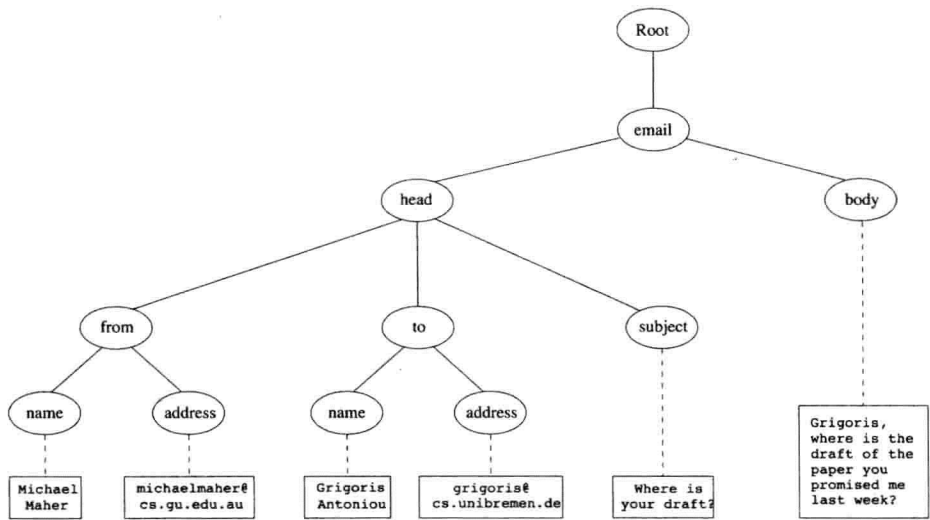 Root
email
head
body
from
to
subject
name
address
name
address
Michael
Maher
michaelmaher@
cs.gu.edu.au
Grigoris
Antoniou
grigoris@
cs.unibremen.de
Where is
your draft?
Grigoris,
where is the
draft of the
paper you
promised me
last week?